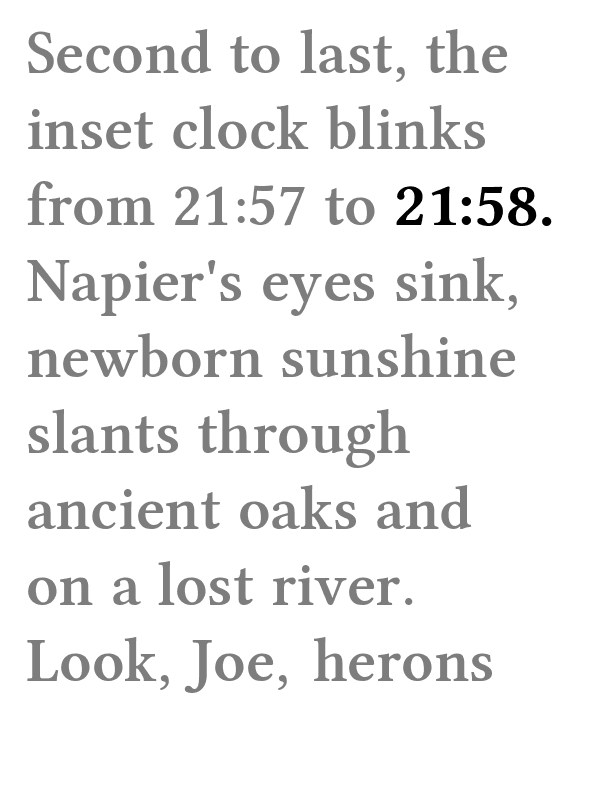 Second to last, the
inset clock blinks
from 21:57 to 21:58.
Napier's eyes sink,
newborn sunshine
slants through
ancient oaks and
on a lost river.
Look, Joe, herons